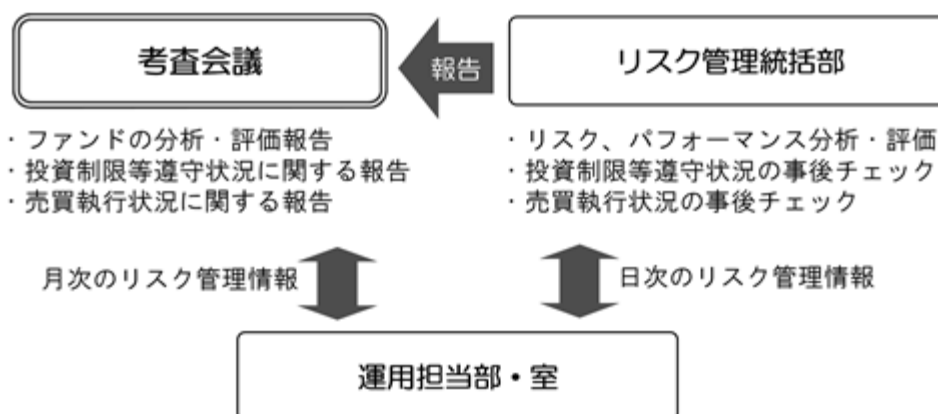 考査会議
報告
リスク管理統括部
・ファンドの分析・評価報告
・投資制限等遵守状況に関する報告
・売買執行状況に関する報告
・リスク、パフォーマンス分析・評価
・投資制限等遵守状況の事後チェック
・売買執行状況の事後チェック
月次のリスク管理情報
日次のリスク管理情報
運用担当部・室